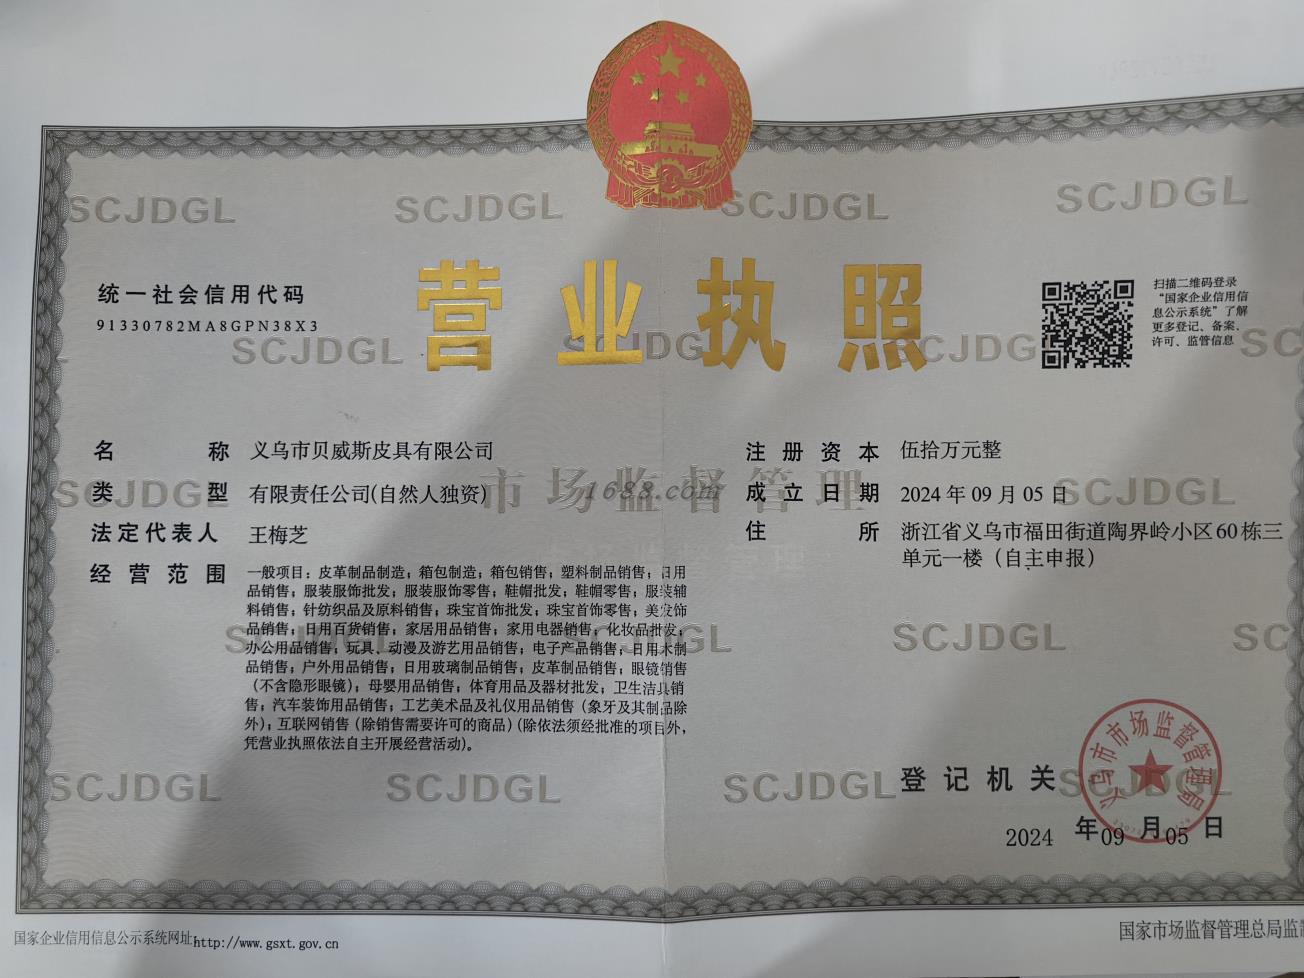 SCJDGL SCJDGL SCJDGL SCJDGL
统一社会信用代码
91330782MA8GPN38X3
营业执照
扫描二维码登录
“国家企业信用信
息公示系统”了解
更多登记、备案、
许可、监管信息
SCJDGL SCJDGL
名称 义乌市贝威斯皮具有限公司
类型 有限责任公司(自然人独资)
法定代表人 王梅芝
经营范围 一般项目：皮革制品制造；箱包制造；箱包销售；塑料制品销售；日用
品销售；服装服饰批发；服装服饰零售；鞋帽批发；鞋帽零售；服装辅
料销售；针纺织品及原料销售；珠宝首饰批发；珠宝首饰零售；美发饰
品销售；日用百货销售；家居用品销售；家用电器销售；化妆品批发；
办公用品销售；玩具、动漫及游艺用品销售；电子产品销售；日用木制
品销售；户外用品销售；日用玻璃制品销售；皮革制品销售；眼镜销售
（不含隐形眼镜）；母婴用品销售；体育用品及器材批发；卫生洁具销
售；汽车装饰用品销售；工艺美术品及礼仪用品销售（象牙及其制品除
外）；互联网销售（除销售需要许可的商品）(除依法须经批准的项目外，
凭营业执照依法自主开展经营活动)。
注册资本 伍拾万元整
成立日期 2024年09月05日
住所 浙江省义乌市福田街道陶界岭小区60栋三
单元一楼（自主申报）
市场监督管理
1688.com
SCJDGL SCJDGL
SCJDGL SCJDGL SCJDGL
SCJDGL SCJDGL SCJDGL
登记机关
义乌市市场监督管理局
2024年09月05日
国家企业信用信息公示系统网址:http://www.gsxt.gov.cn
国家市场监督管理总局监制